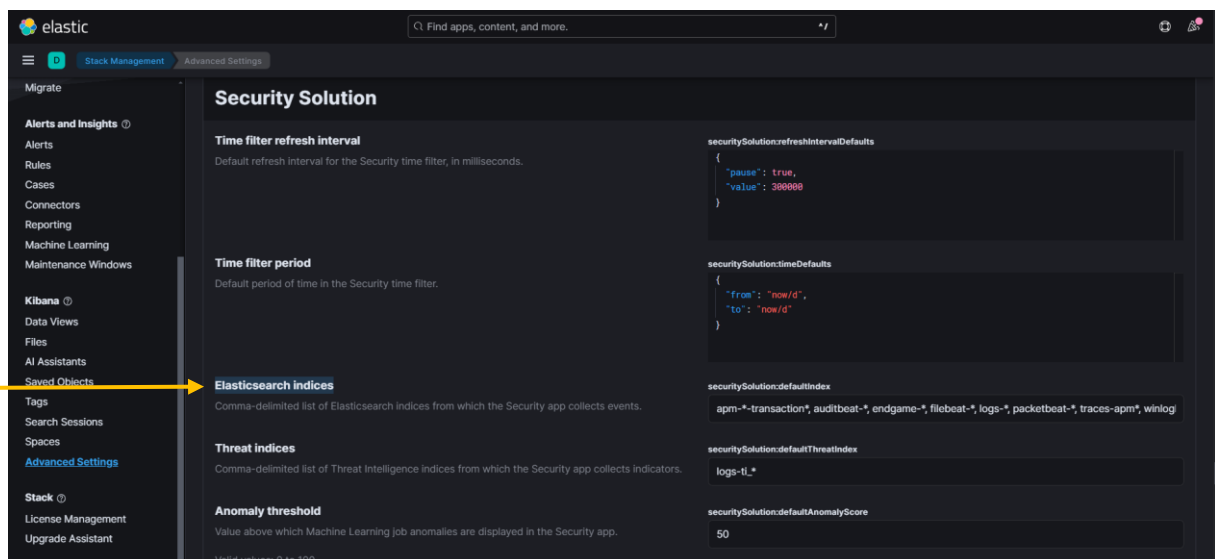 elastic
Find apps, content, and more.
^/
D
Stack Management
Advanced Settings
Migrate
Alerts and Insights
Alerts
Rules
Cases
Connectors
Reporting
Machine Learning
Maintenance Windows
Kibana
Data Views
Files
AI Assistants
Saved Objects
Tags
Search Sessions
Spaces
Advanced Settings
Stack
License Management
Upgrade Assistant
Security Solution
Time filter refresh interval
Default refresh interval for the Security time filter, in milliseconds.
securitySolution:refreshIntervalDefaults
{
"pause": true,
"value": 300000
}
Time filter period
Default period of time in the Security time filter.
securitySolution:timeDefaults
{
"from": "now/d",
"to": "now/d"
}
Elasticsearch indices
Comma-delimited list of Elasticsearch indices from which the Security app collects events.
securitySolution:defaultIndex
apm-*-transaction*, auditbeat-*, endgame-*, filebeat-*, logs-*, packetbeat-*, traces-apm*, winlogl
Threat indices
Comma-delimited list of Threat Intelligence indices from which the Security app collects indicators.
securitySolution:defaultThreatIndex
logs-ti_*
Anomaly threshold
Value above which Machine Learning job anomalies are displayed in the Security app.
securitySolution:defaultAnomalyScore
50
Valid values: 0 to 100